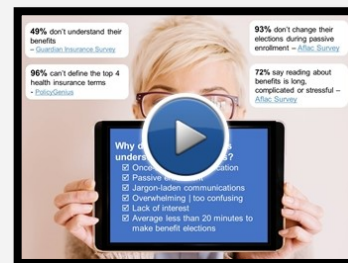 49% don't understand their
benefits
– Guardian Insurance Survey
96% can't define the top 4
health insurance terms
- PolicyGenius
93% don't change their
elections during passive
enrollment – Aflac Survey
72% say reading about
benefits is long,
complicated or stressful –
Aflac Survey
Why
☑ Once
☑ Passive
☑ Jargon-laden communications
☑ Overwhelming | too confusing
☑ Lack of interest
☑ Average less than 20 minutes to
make benefit elections